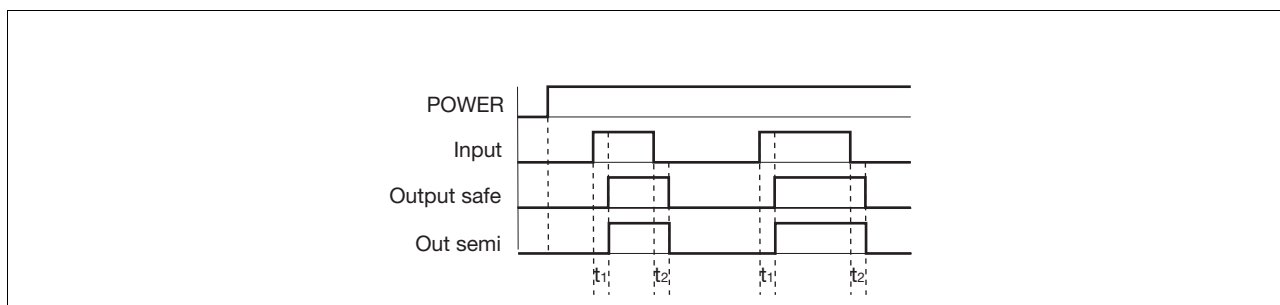 POWER
Input
Output safe
Out semi
t1 t2 t1 t2